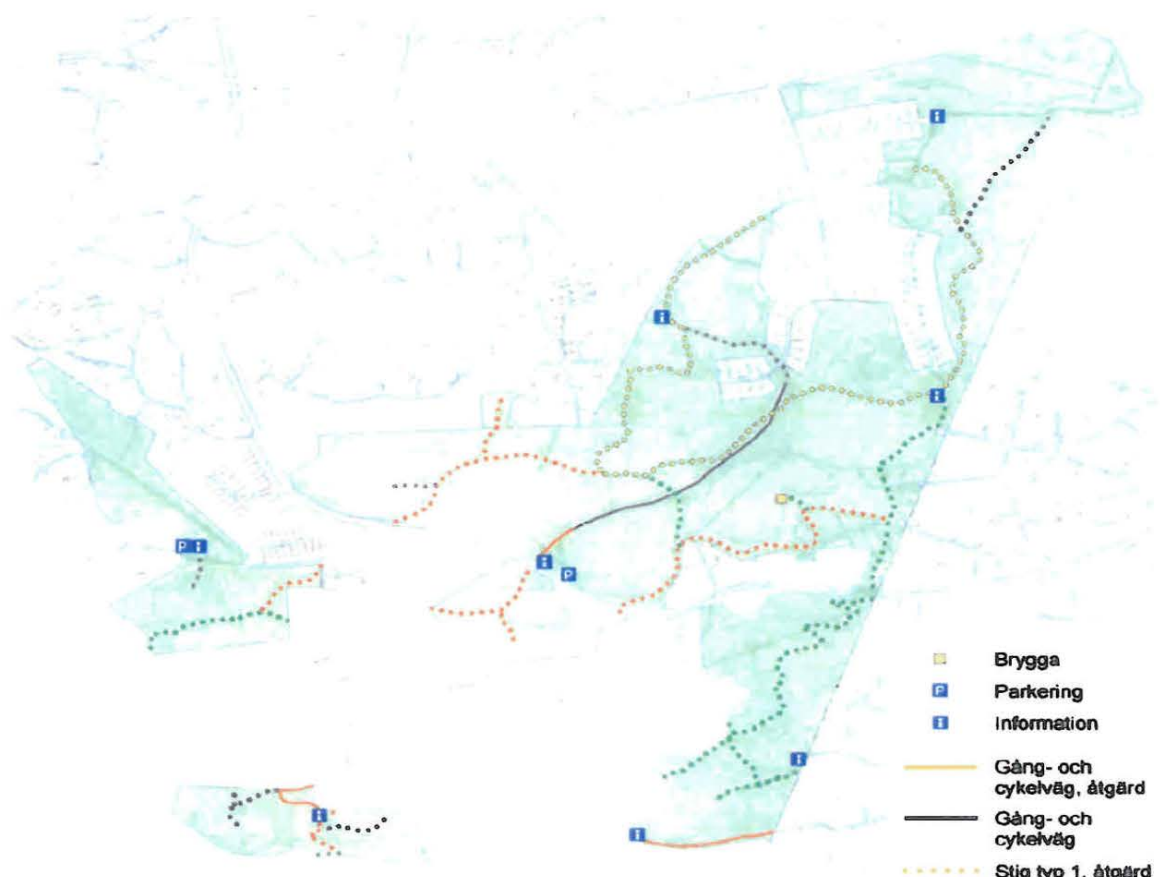 i
i
i
P i
i
P
i
i
i
Brygga
P Parkering
i Information
Gång- och
cykelväg, åtgärd
Gång- och
cykelväg
Stig typ 1, åtgärd